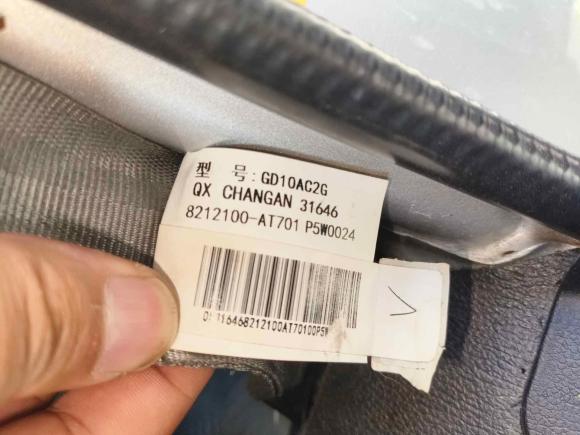 型 号: GD10AC2G
QX CHANGAN 31646
8212100-AT701 P5W0024